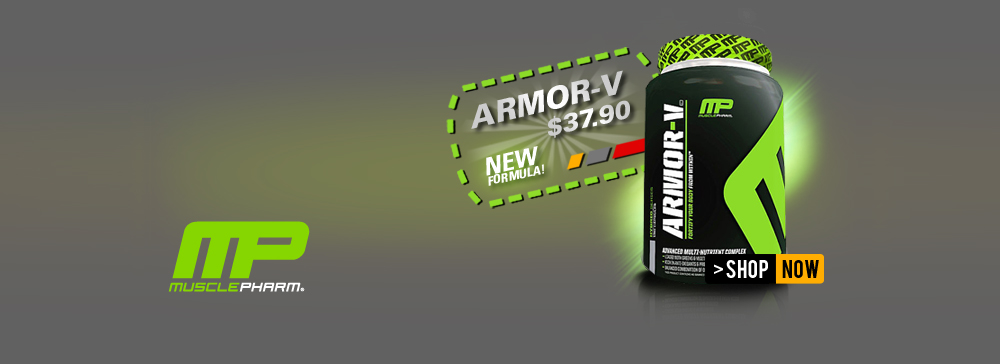 ARMOR-V
$37.90
NEW
FORMULA!
MP
MUSCLEPHARM®
MP
MUSCLEPHARM
ARMOR-V
FORTIFY YOUR BODY FROM WITHIN
ADVANCED MULTI-NUTRIENT COMPLEX
> SHOP NOW